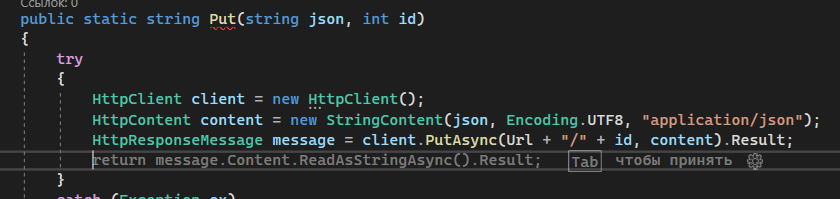 Ссылок: 0
public static string Put(string json, int id)
{
try
{
HttpClient client = new HttpClient();
HttpContent content = new StringContent(json, Encoding.UTF8, "application/json");
HttpResponseMessage message = client.PutAsync(Url + "/" + id, content).Result;
return message.Content.ReadAsStringAsync().Result; Tab чтобы принять
}
catch (Exception ex)